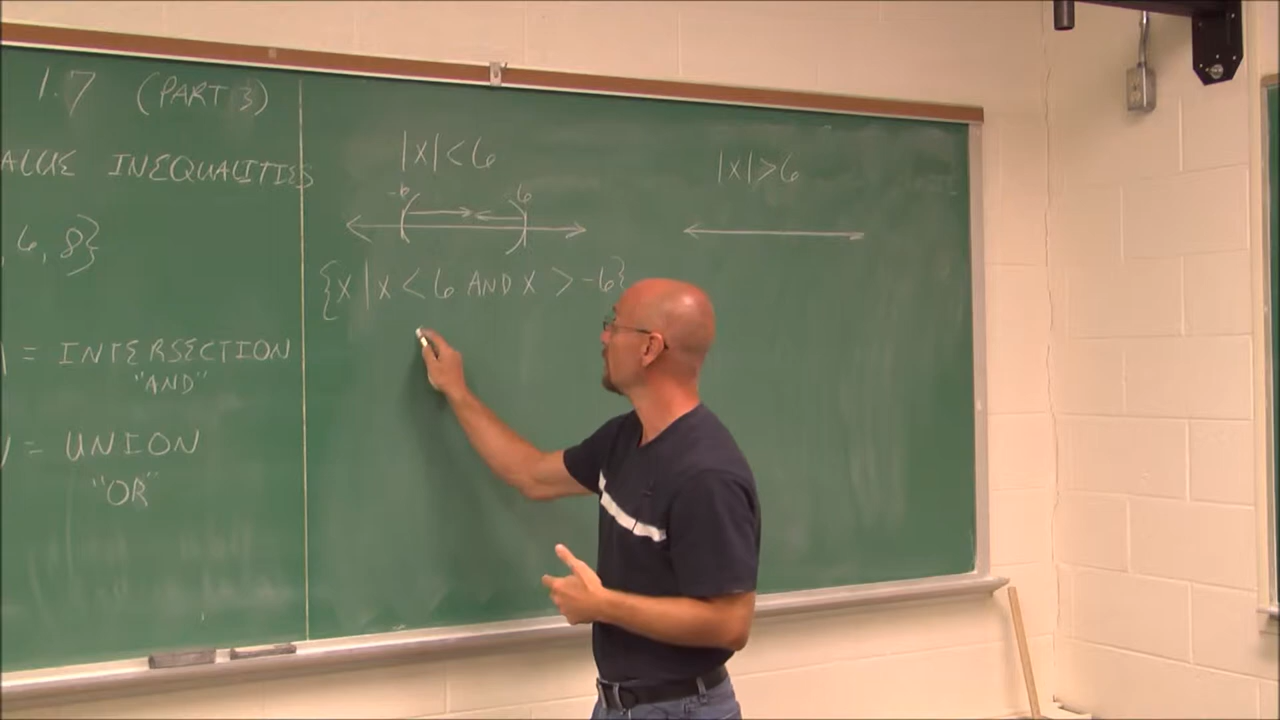 1.7 (PART 3)
ALUE INEQUALITIES
, 6, 8}
= INTERSECTION
"AND"
= UNION
"OR"
|x| < 6
-6 6
{x | x < 6 AND x > -6}
|x| > 6